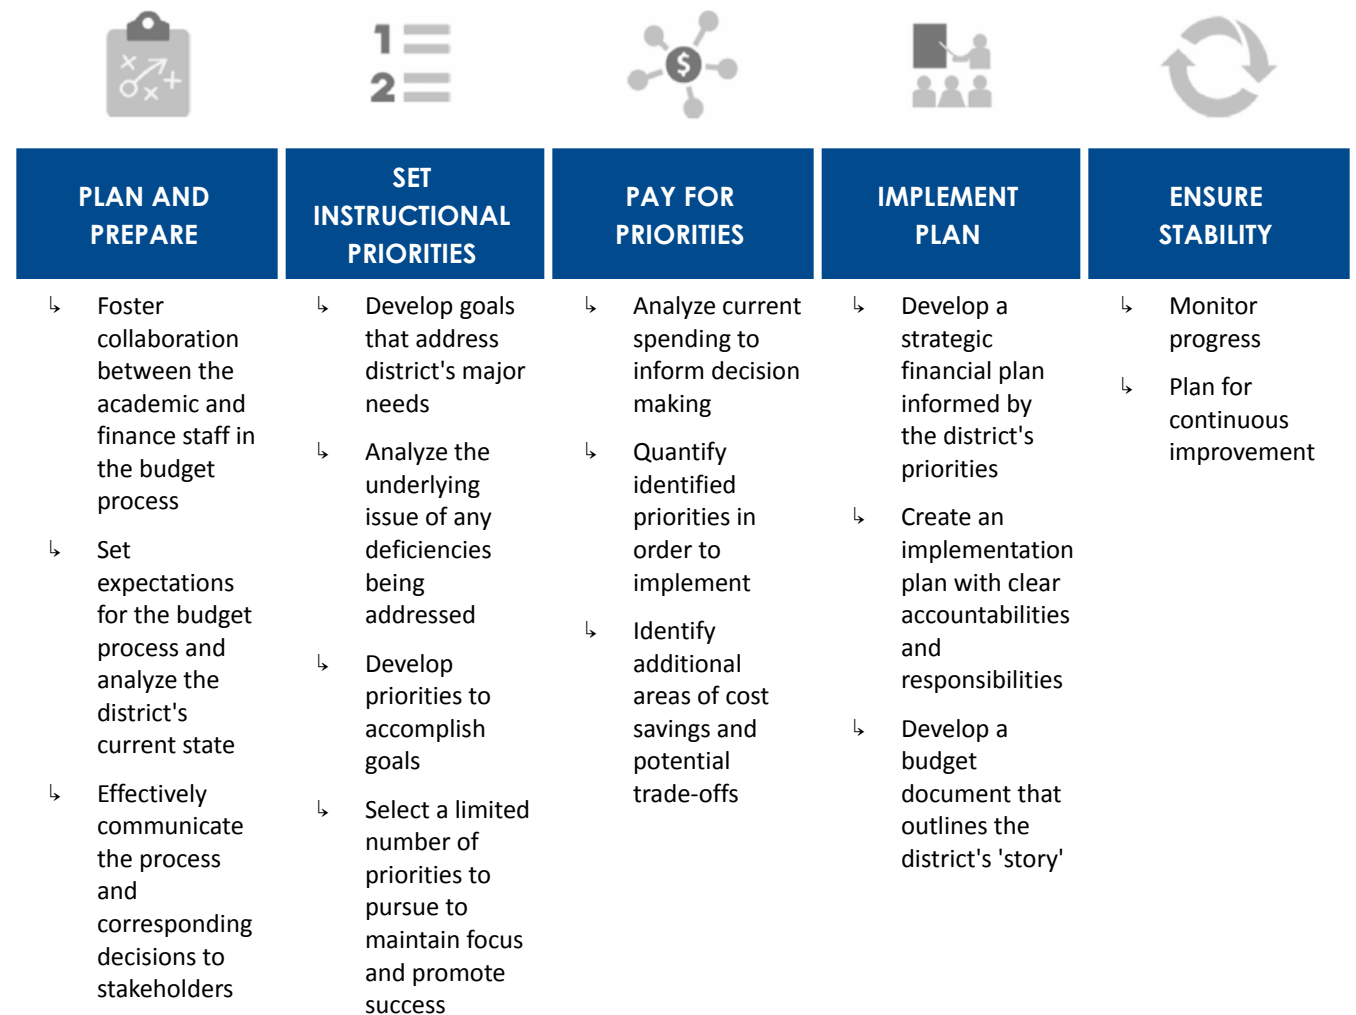 1
2
$
PLAN AND
PREPARE
↳ Foster
collaboration
between the
academic and
finance staff in
the budget
process
↳ Set
expectations
for the budget
process and
analyze the
district's
current state
↳ Effectively
communicate
the process
and
corresponding
decisions to
stakeholders
SET
INSTRUCTIONAL
PRIORITIES
↳ Develop goals
that address
district's major
needs
↳ Analyze the
underlying
issue of any
deficiencies
being
addressed
↳ Develop
priorities to
accomplish
goals
↳ Select a limited
number of
priorities to
pursue to
maintain focus
and promote
success
PAY FOR
PRIORITIES
↳ Analyze current
spending to
inform decision
making
↳ Quantify
identified
priorities in
order to
implement
↳ Identify
additional
areas of cost
savings and
potential
trade-offs
IMPLEMENT
PLAN
↳ Develop a
strategic
financial plan
informed by
the district's
priorities
↳ Create an
implementation
plan with clear
accountabilities
and
responsibilities
↳ Develop a
budget
document that
outlines the
district's 'story'
ENSURE
STABILITY
↳ Monitor
progress
↳ Plan for
continuous
improvement